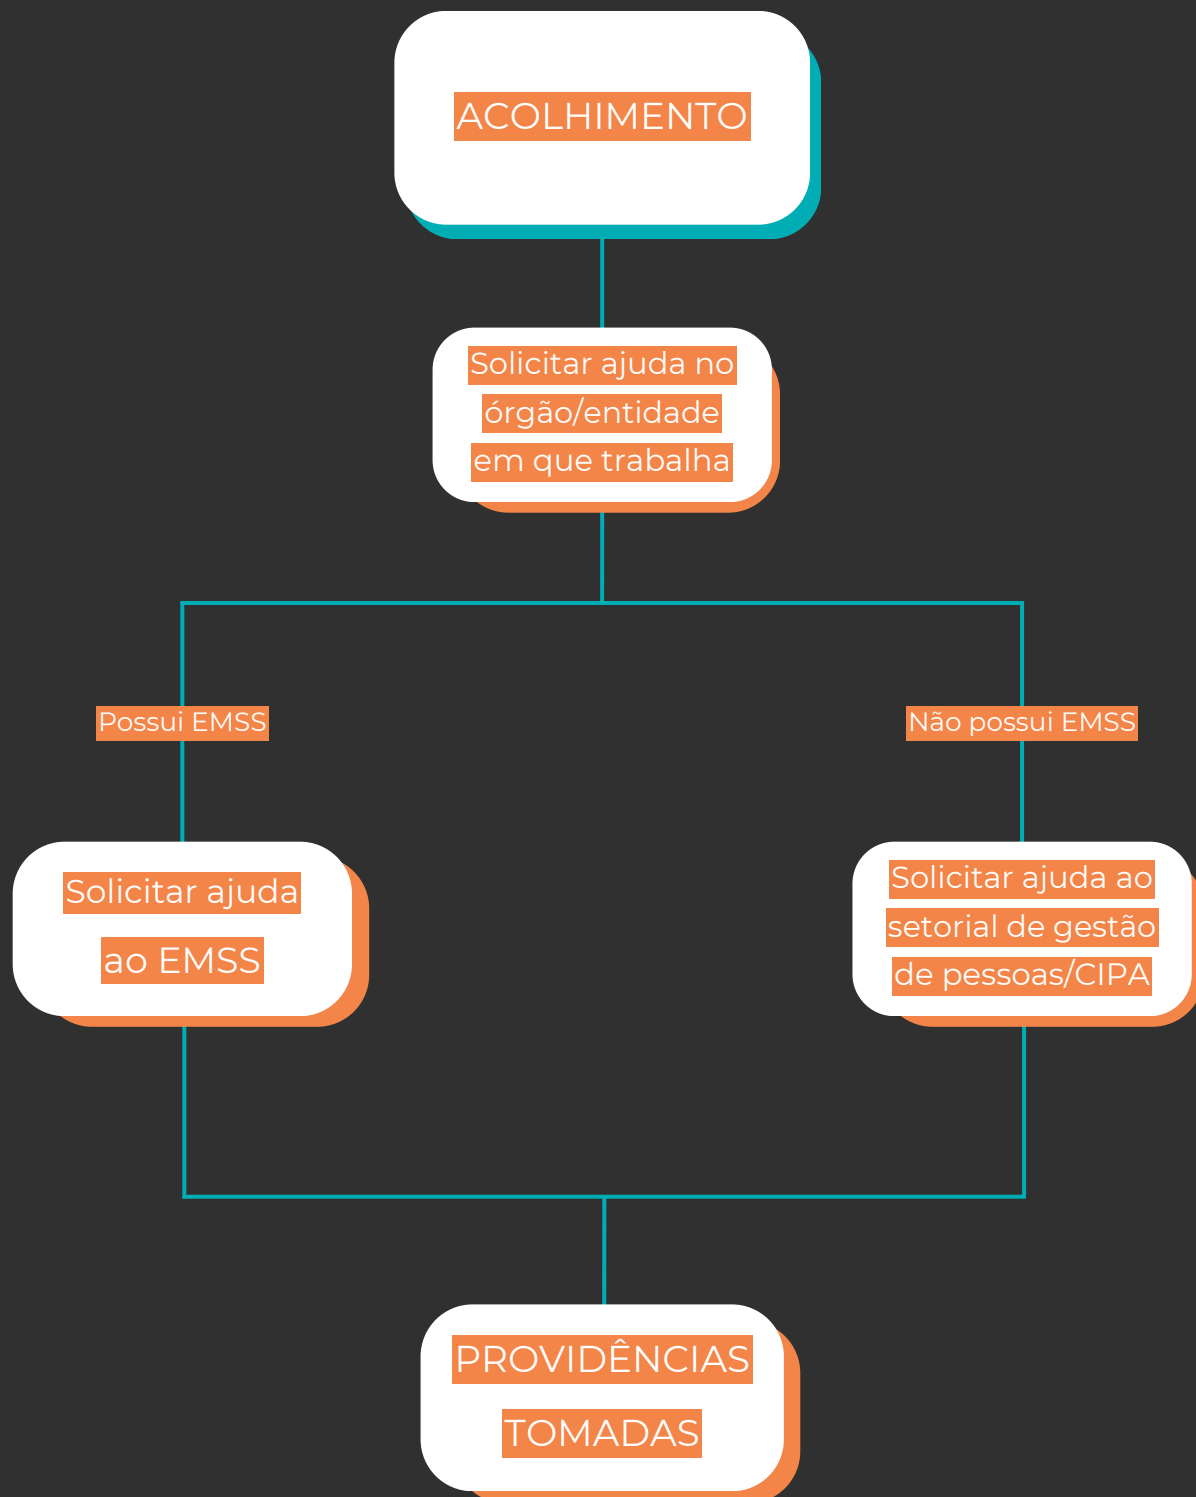 ACOLHIMENTO
Solicitar ajuda no
órgão/entidade
em que trabalha
Possui EMSS
Não possui EMSS
Solicitar ajuda
ao EMSS
Solicitar ajuda ao
setorial de gestão
de pessoas/CIPA
PROVIDÊNCIAS
TOMADAS